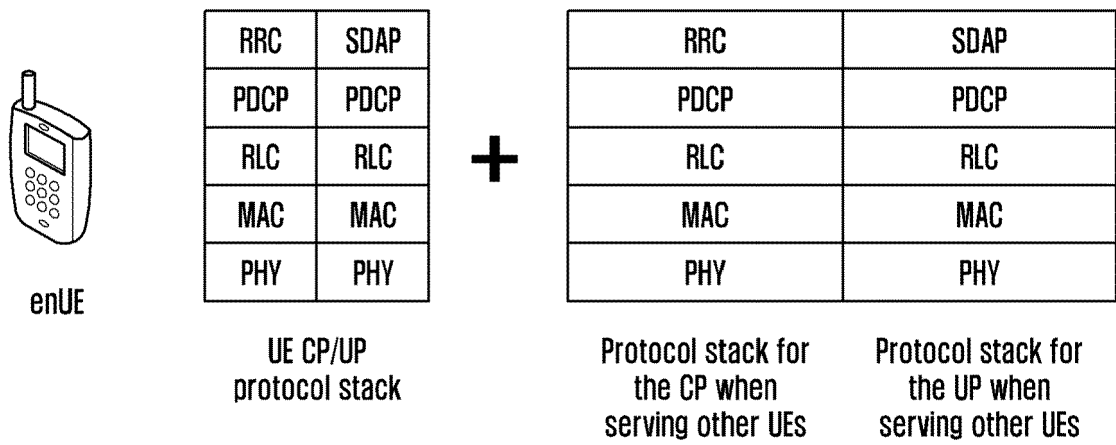 RRC SDAP RRC SDAP
PDCP PDCP PDCP PDCP
RLC RLC + RLC RLC
MAC MAC MAC MAC
PHY PHY PHY PHY
enUE
UE CP/UP
protocol stack
Protocol stack for
the CP when
serving other UEs
Protocol stack for
the UP when
serving other UEs